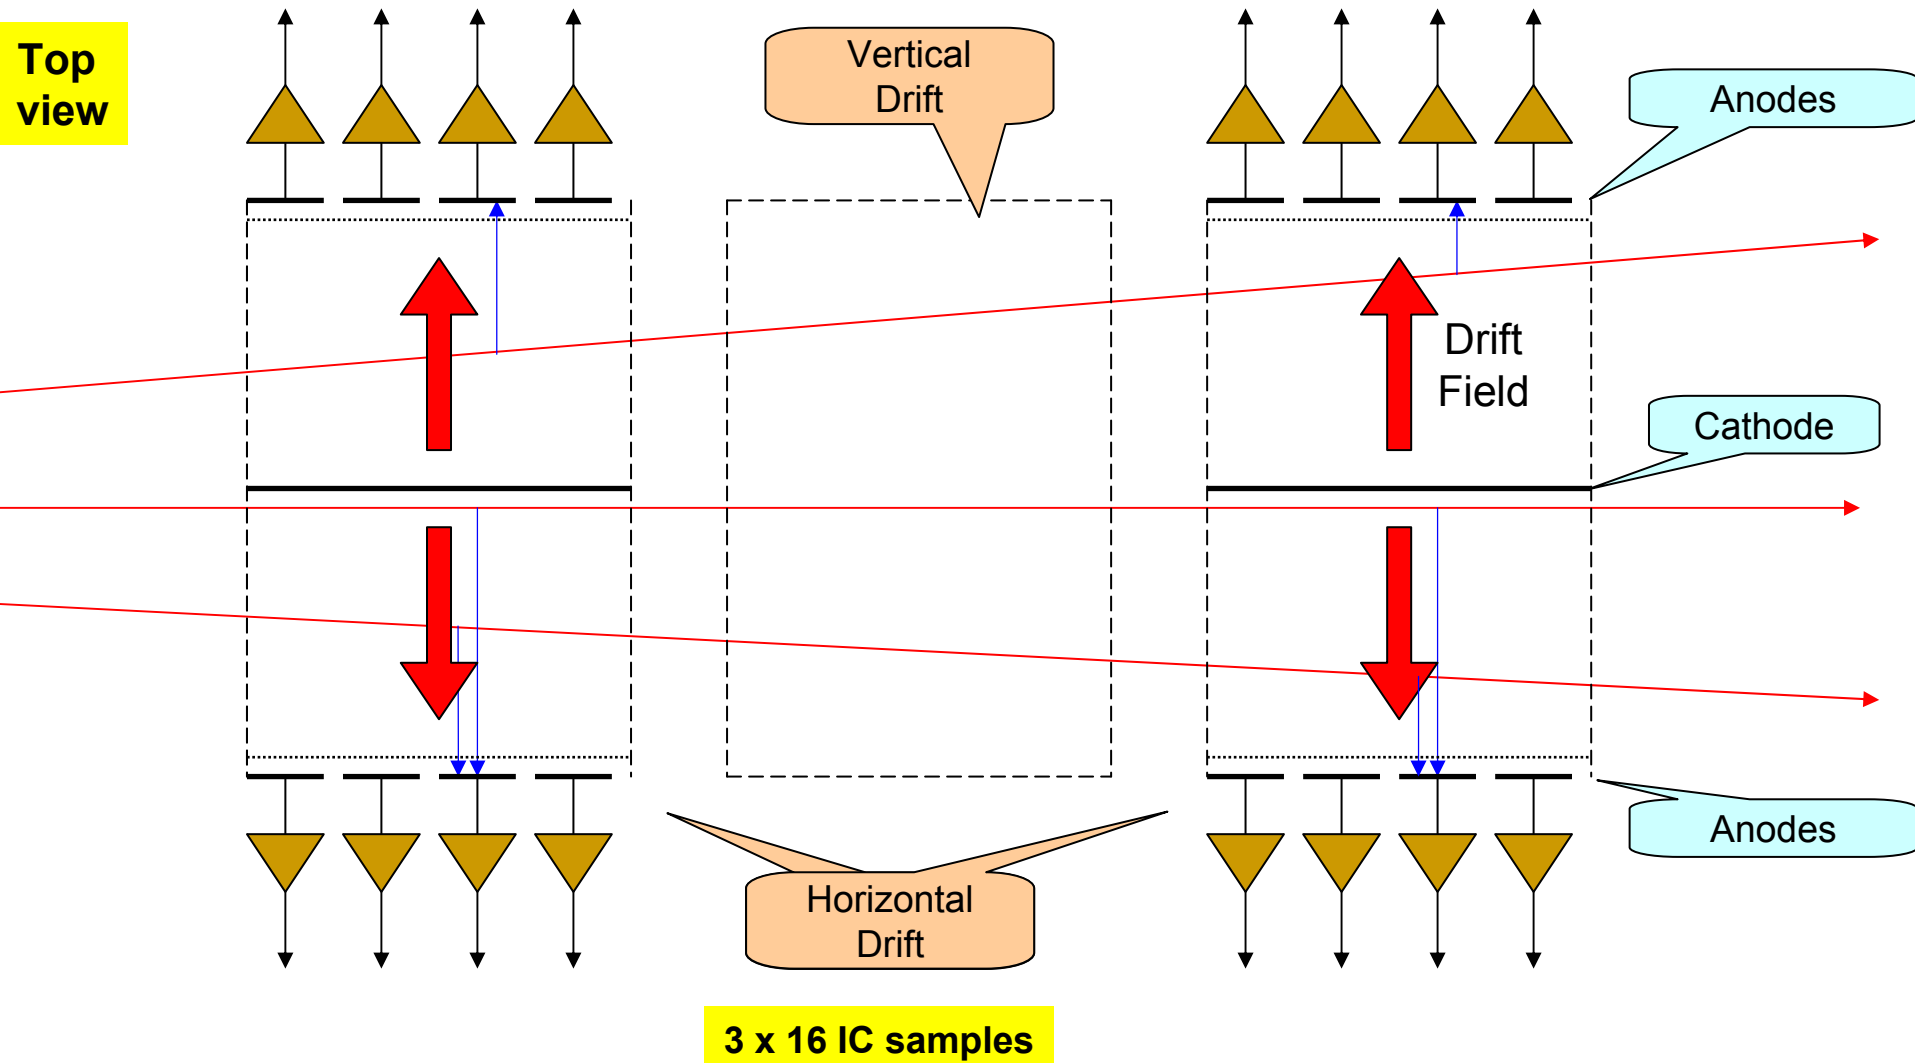 Top
view
Vertical
Drift
Anodes
Drift
Field
Cathode
Anodes
Horizontal
Drift
3 x 16 IC samples